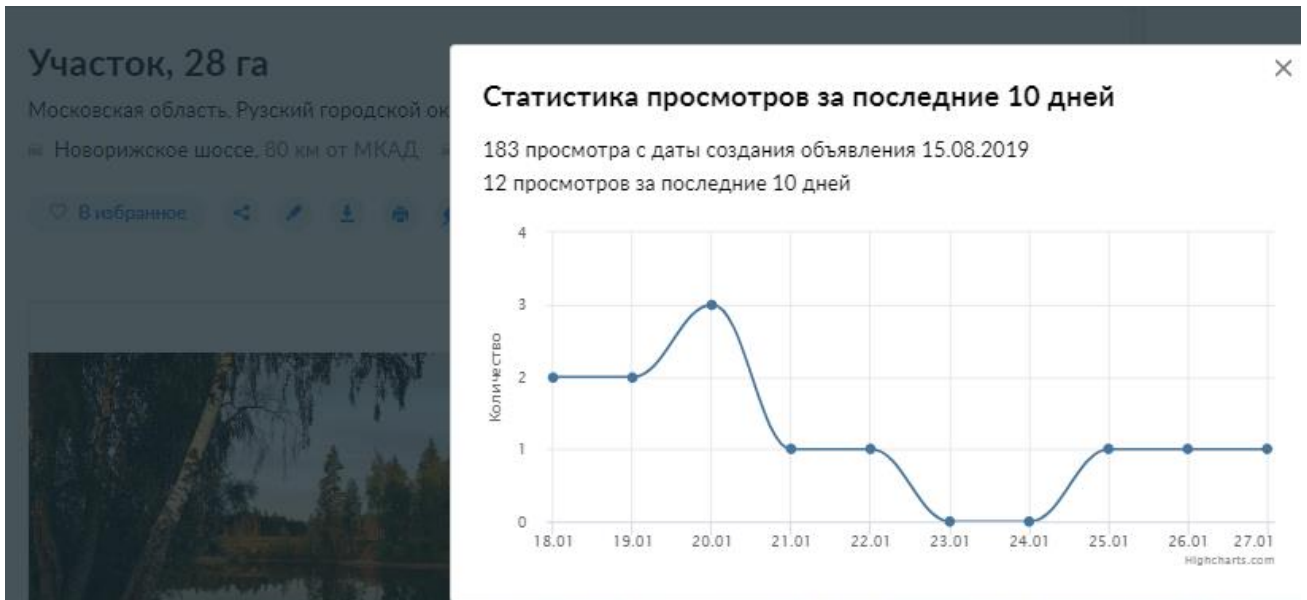 Участок, 28 га
Московская область, Рузский городской ок
Новорижское шоссе, 80 км от МКАД
В избранное
Статистика просмотров за последние 10 дней
183 просмотра с даты создания объявления 15.08.2019
12 просмотров за последние 10 дней
Количество
4
3
2
1
0
18.01 19.01 20.01 21.01 22.01 23.01 24.01 25.01 26.01 27.01
Highcharts.com